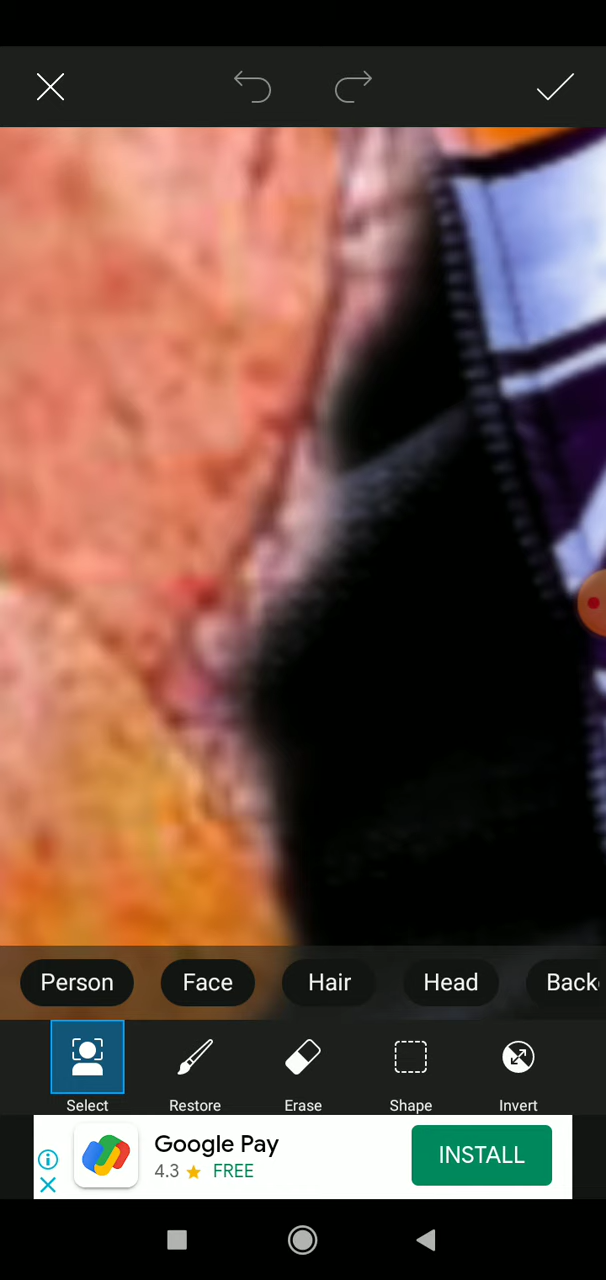 Person Face Hair Head Back
Select Restore Erase Shape Invert
Google Pay
4.3 ★ FREE
INSTALL